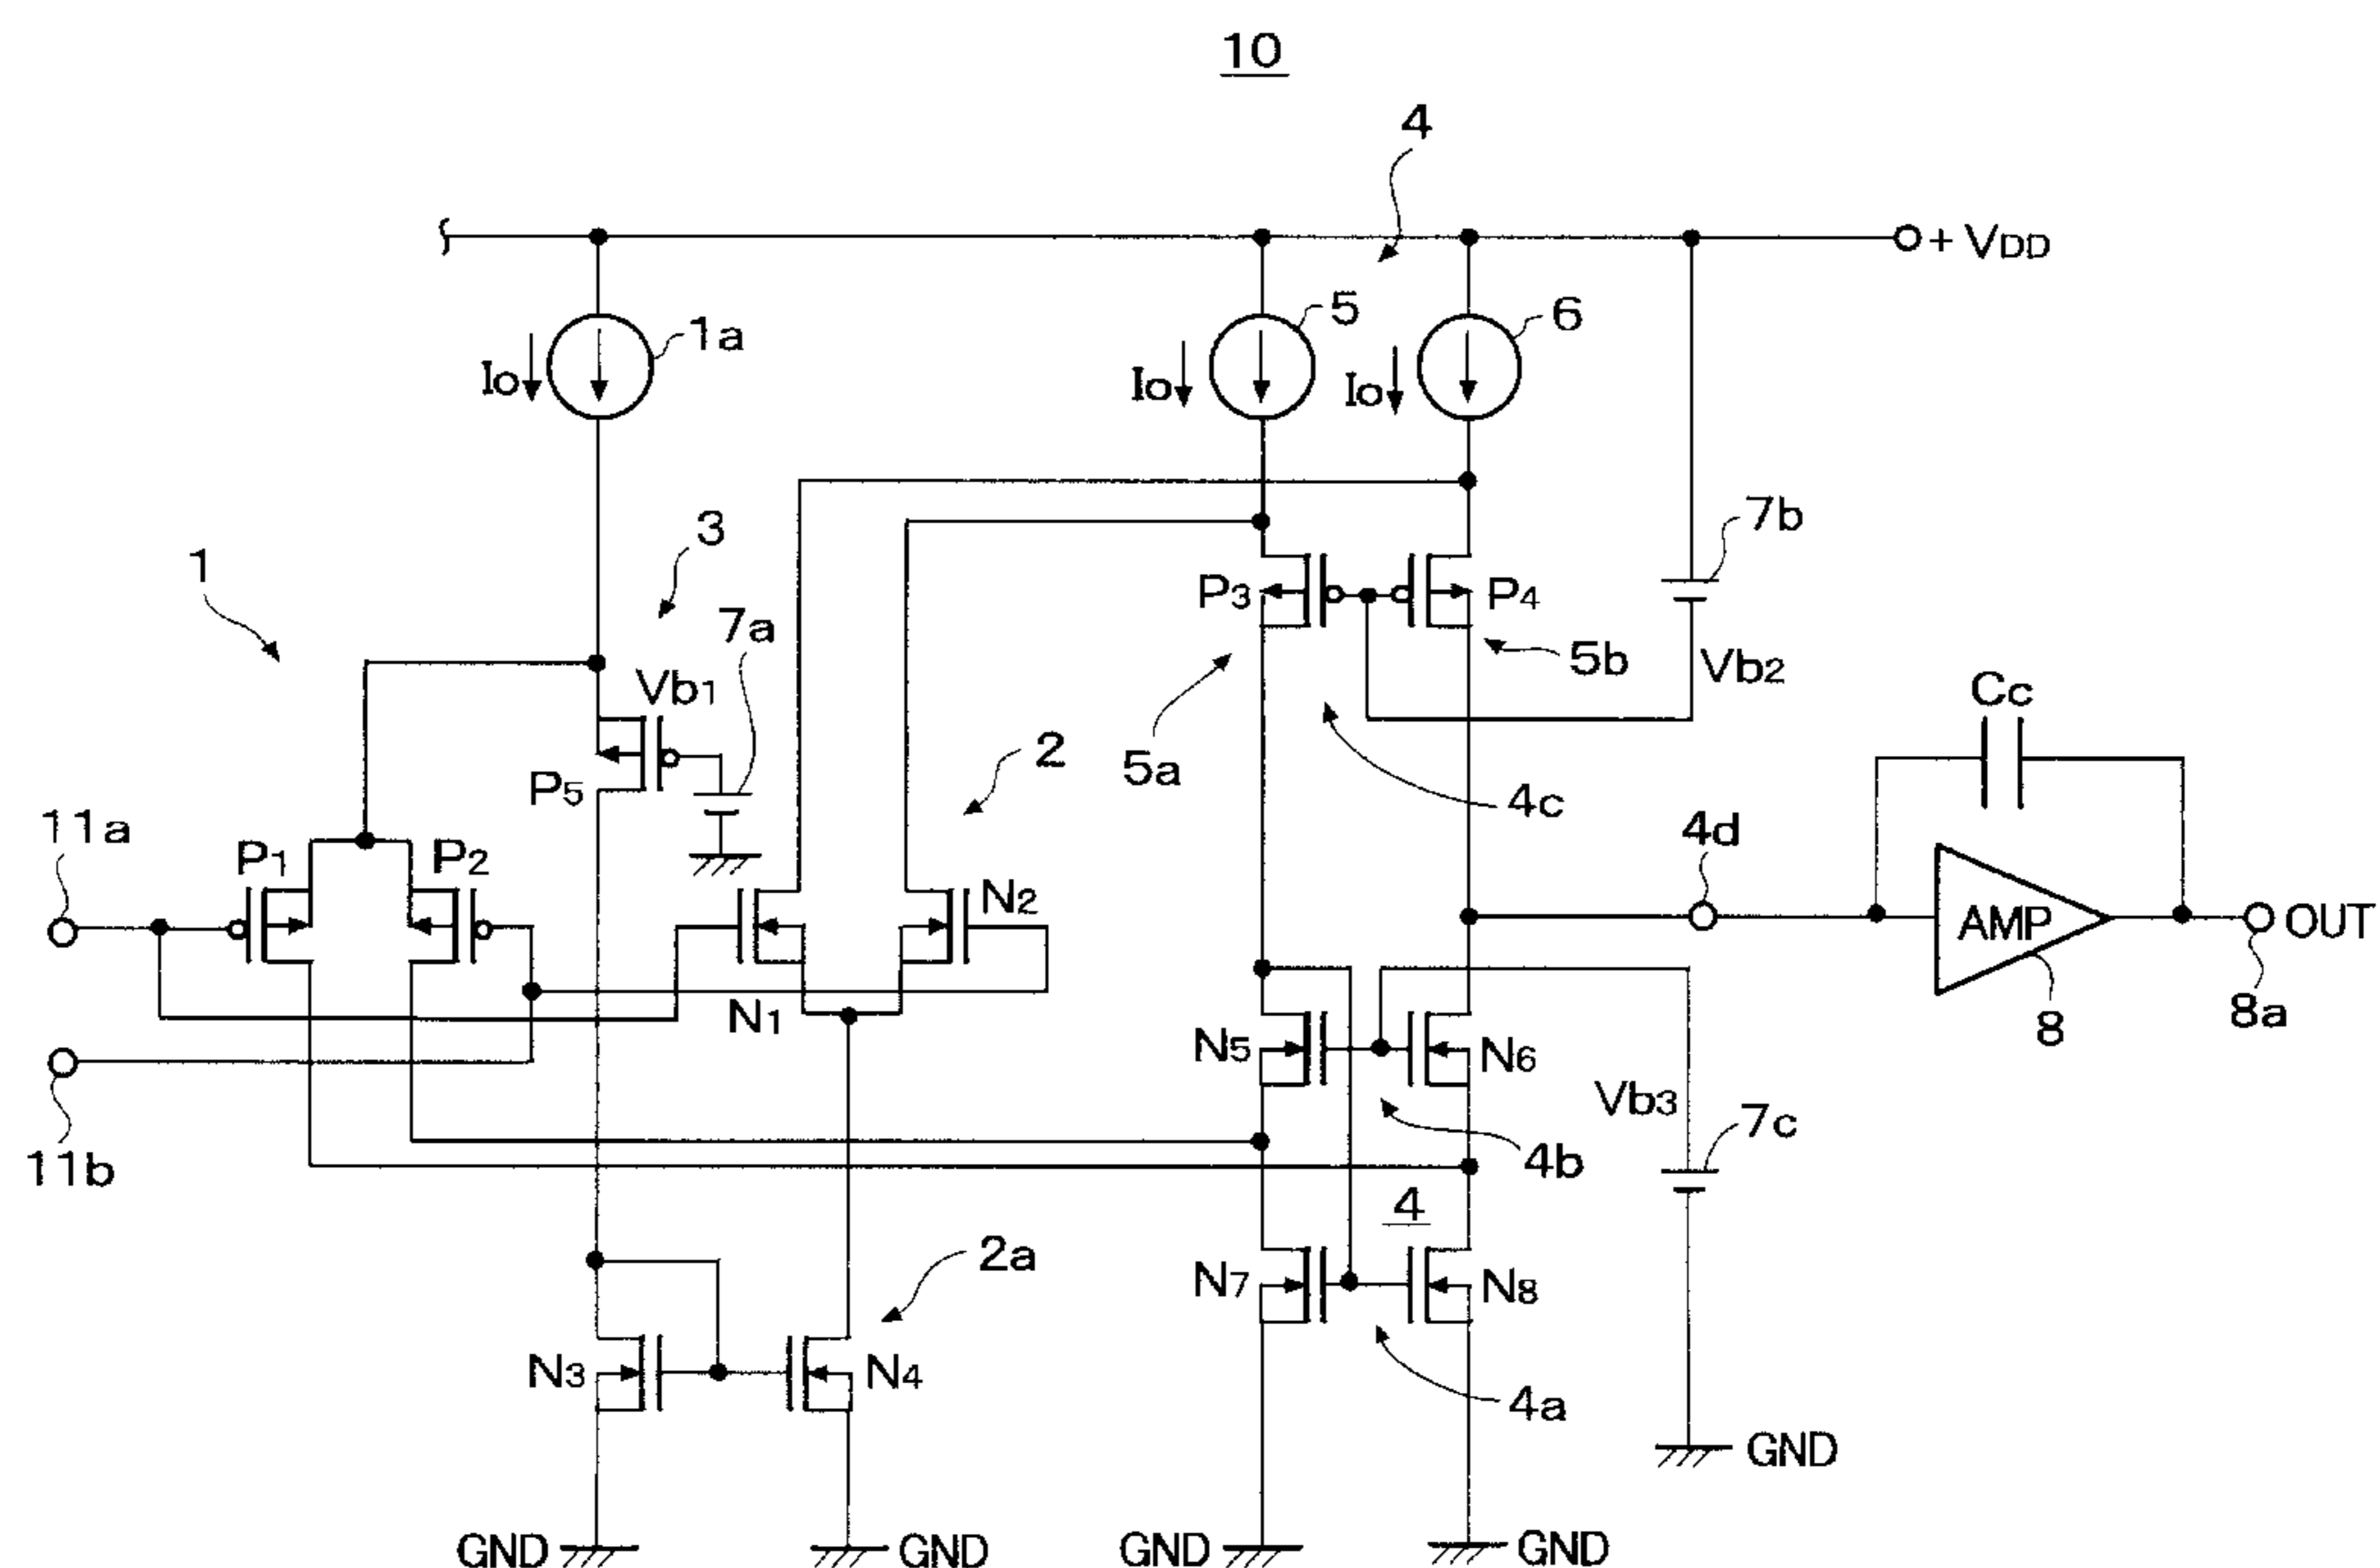 10
4
+ VDD
1a
Io
5
Io
6
Io
7b
3
1
7a
P3
P4
5b
Vb2
Vb1
Cc
2
5a
P5
4c
11a
P1
P2
4d
N2
AMP
OUT
N1
8
8a
N5
N6
Vb3
7c
11b
4b
4
2a
N7
N8
N3
N4
4a
GND
GND
GND
GND
GND